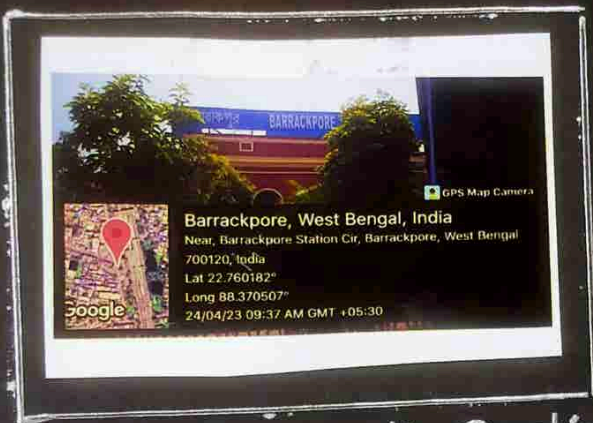 BARRACKPORE
GPS Map Camera
Barrackpore, West Bengal, India
Near, Barrackpore Station Cir, Barrackpore, West Bengal
700120, India
Lat 22.760182°
Long 88.370507°
24/04/23 09:37 AM GMT +05:30
Google